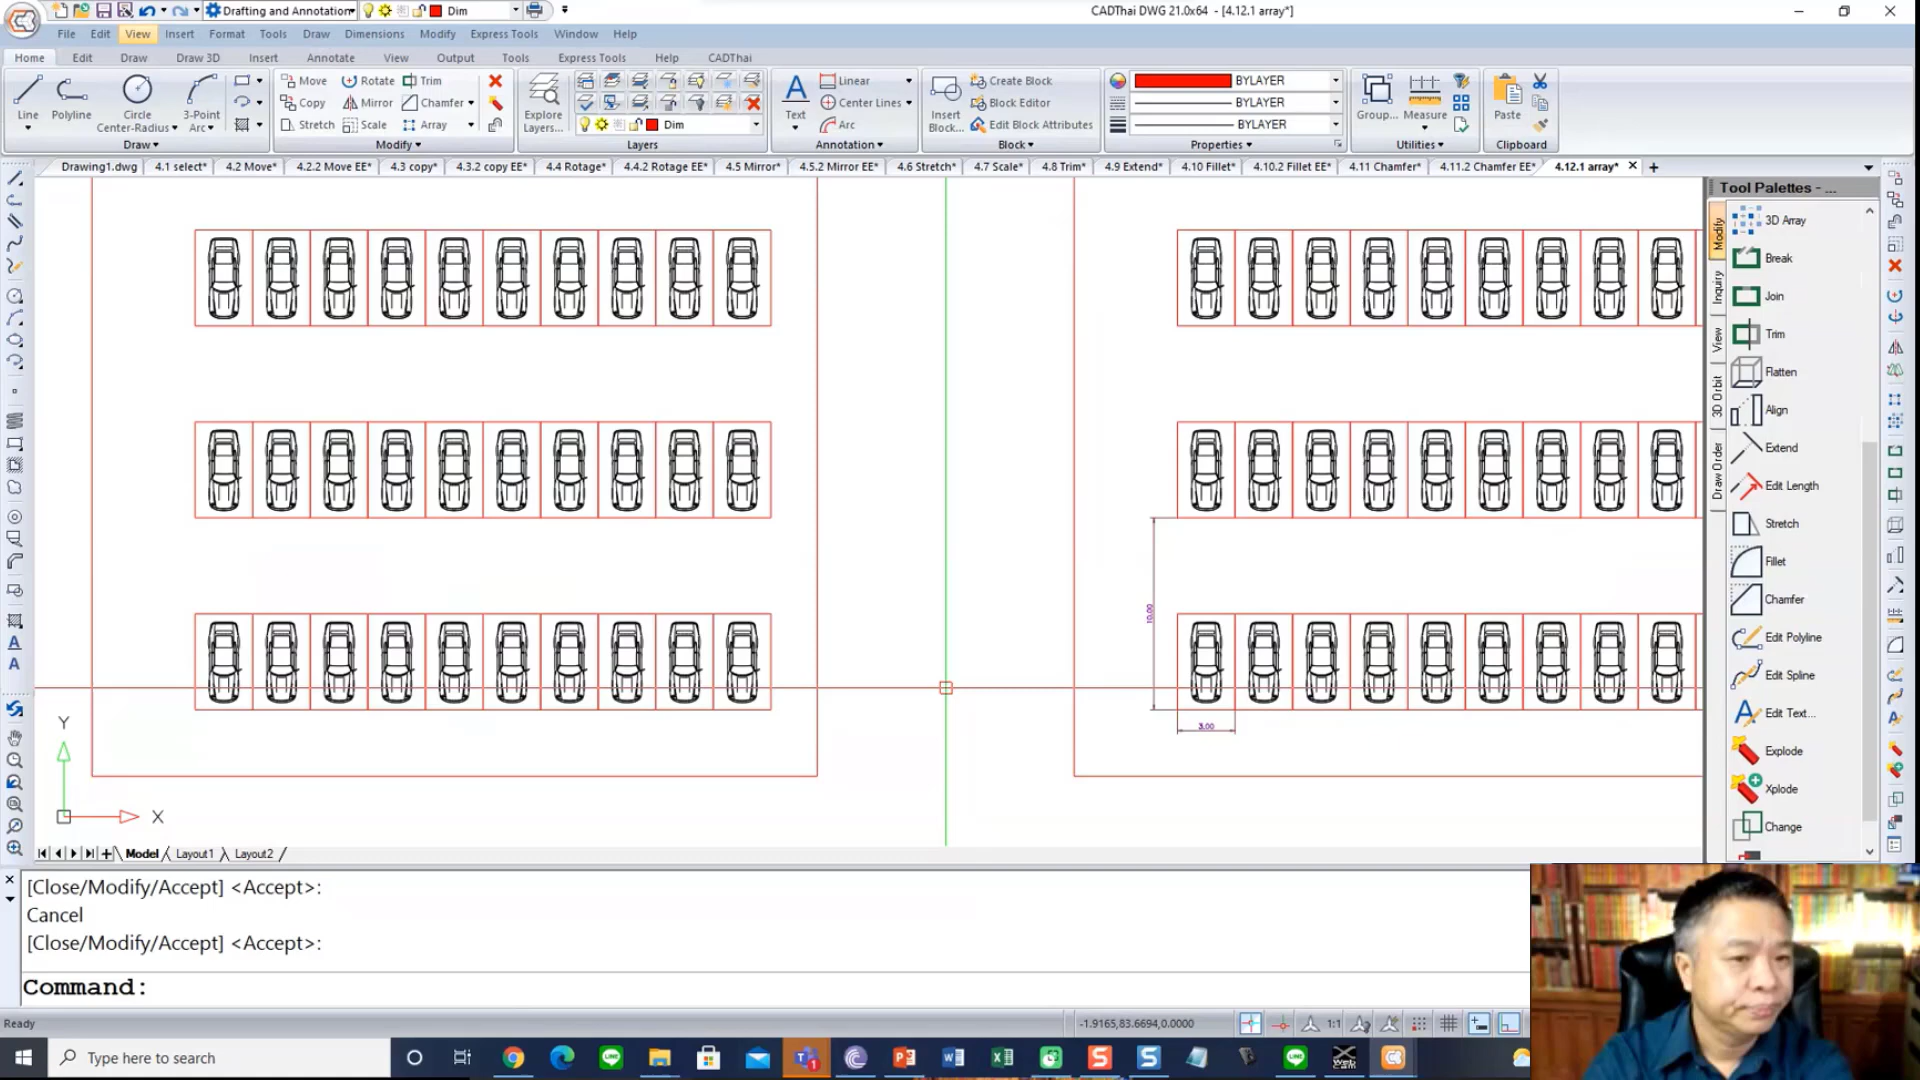 Drafting and Annotation
Dim
CADThai DWG 21.0x64 - [4.12.1 array*]
File Edit View Insert Format Tools Draw Dimensions Modify Express Tools Window Help
Home Edit Draw Draw 3D Insert Annotate View Output Tools Express Tools Help CADThai
Line
Polyline
Circle
Center-Radius
3-Point
Arc
Draw
Move Rotate Trim
Copy Mirror Chamfer
Stretch Scale Array
Modify
Explore
Layers...
Dim
Layers
Text
Linear
Center Lines
Arc
Annotation
Insert
Block...
Create Block
Block Editor
Edit Block Attributes
Block
BYLAYER
BYLAYER
BYLAYER
Properties
Group...
Measure
Utilities
Paste
Clipboard
Drawing1.dwg 4.1 select* 4.2 Move* 4.2.2 Move EE* 4.3 copy* 4.3.2 copy EE* 4.4 Rotage* 4.4.2 Rotage EE* 4.5 Mirror* 4.5.2 Mirror EE* 4.6 Stretch* 4.7 Scale* 4.8 Trim* 4.9 Extend* 4.10 Fillet* 4.10.2 Fillet EE* 4.11 Chamfer* 4.11.2 Chamfer EE* 4.12.1 array*
Tool Palettes - ...
Modify
Inquiry
View
3D Orbit
Draw Order
3D Array
Break
Join
Trim
Flatten
Align
Extend
Edit Length
Stretch
Fillet
Chamfer
Edit Polyline
Edit Spline
Edit Text...
Explode
Xplode
Change
10.00
3.00
Y
X
Model Layout1 Layout2
[Close/Modify/Accept] <Accept>:
Cancel
[Close/Modify/Accept] <Accept>:
Command:
Ready
-1.9165,83.6694,0.0000
1:1
Type here to search